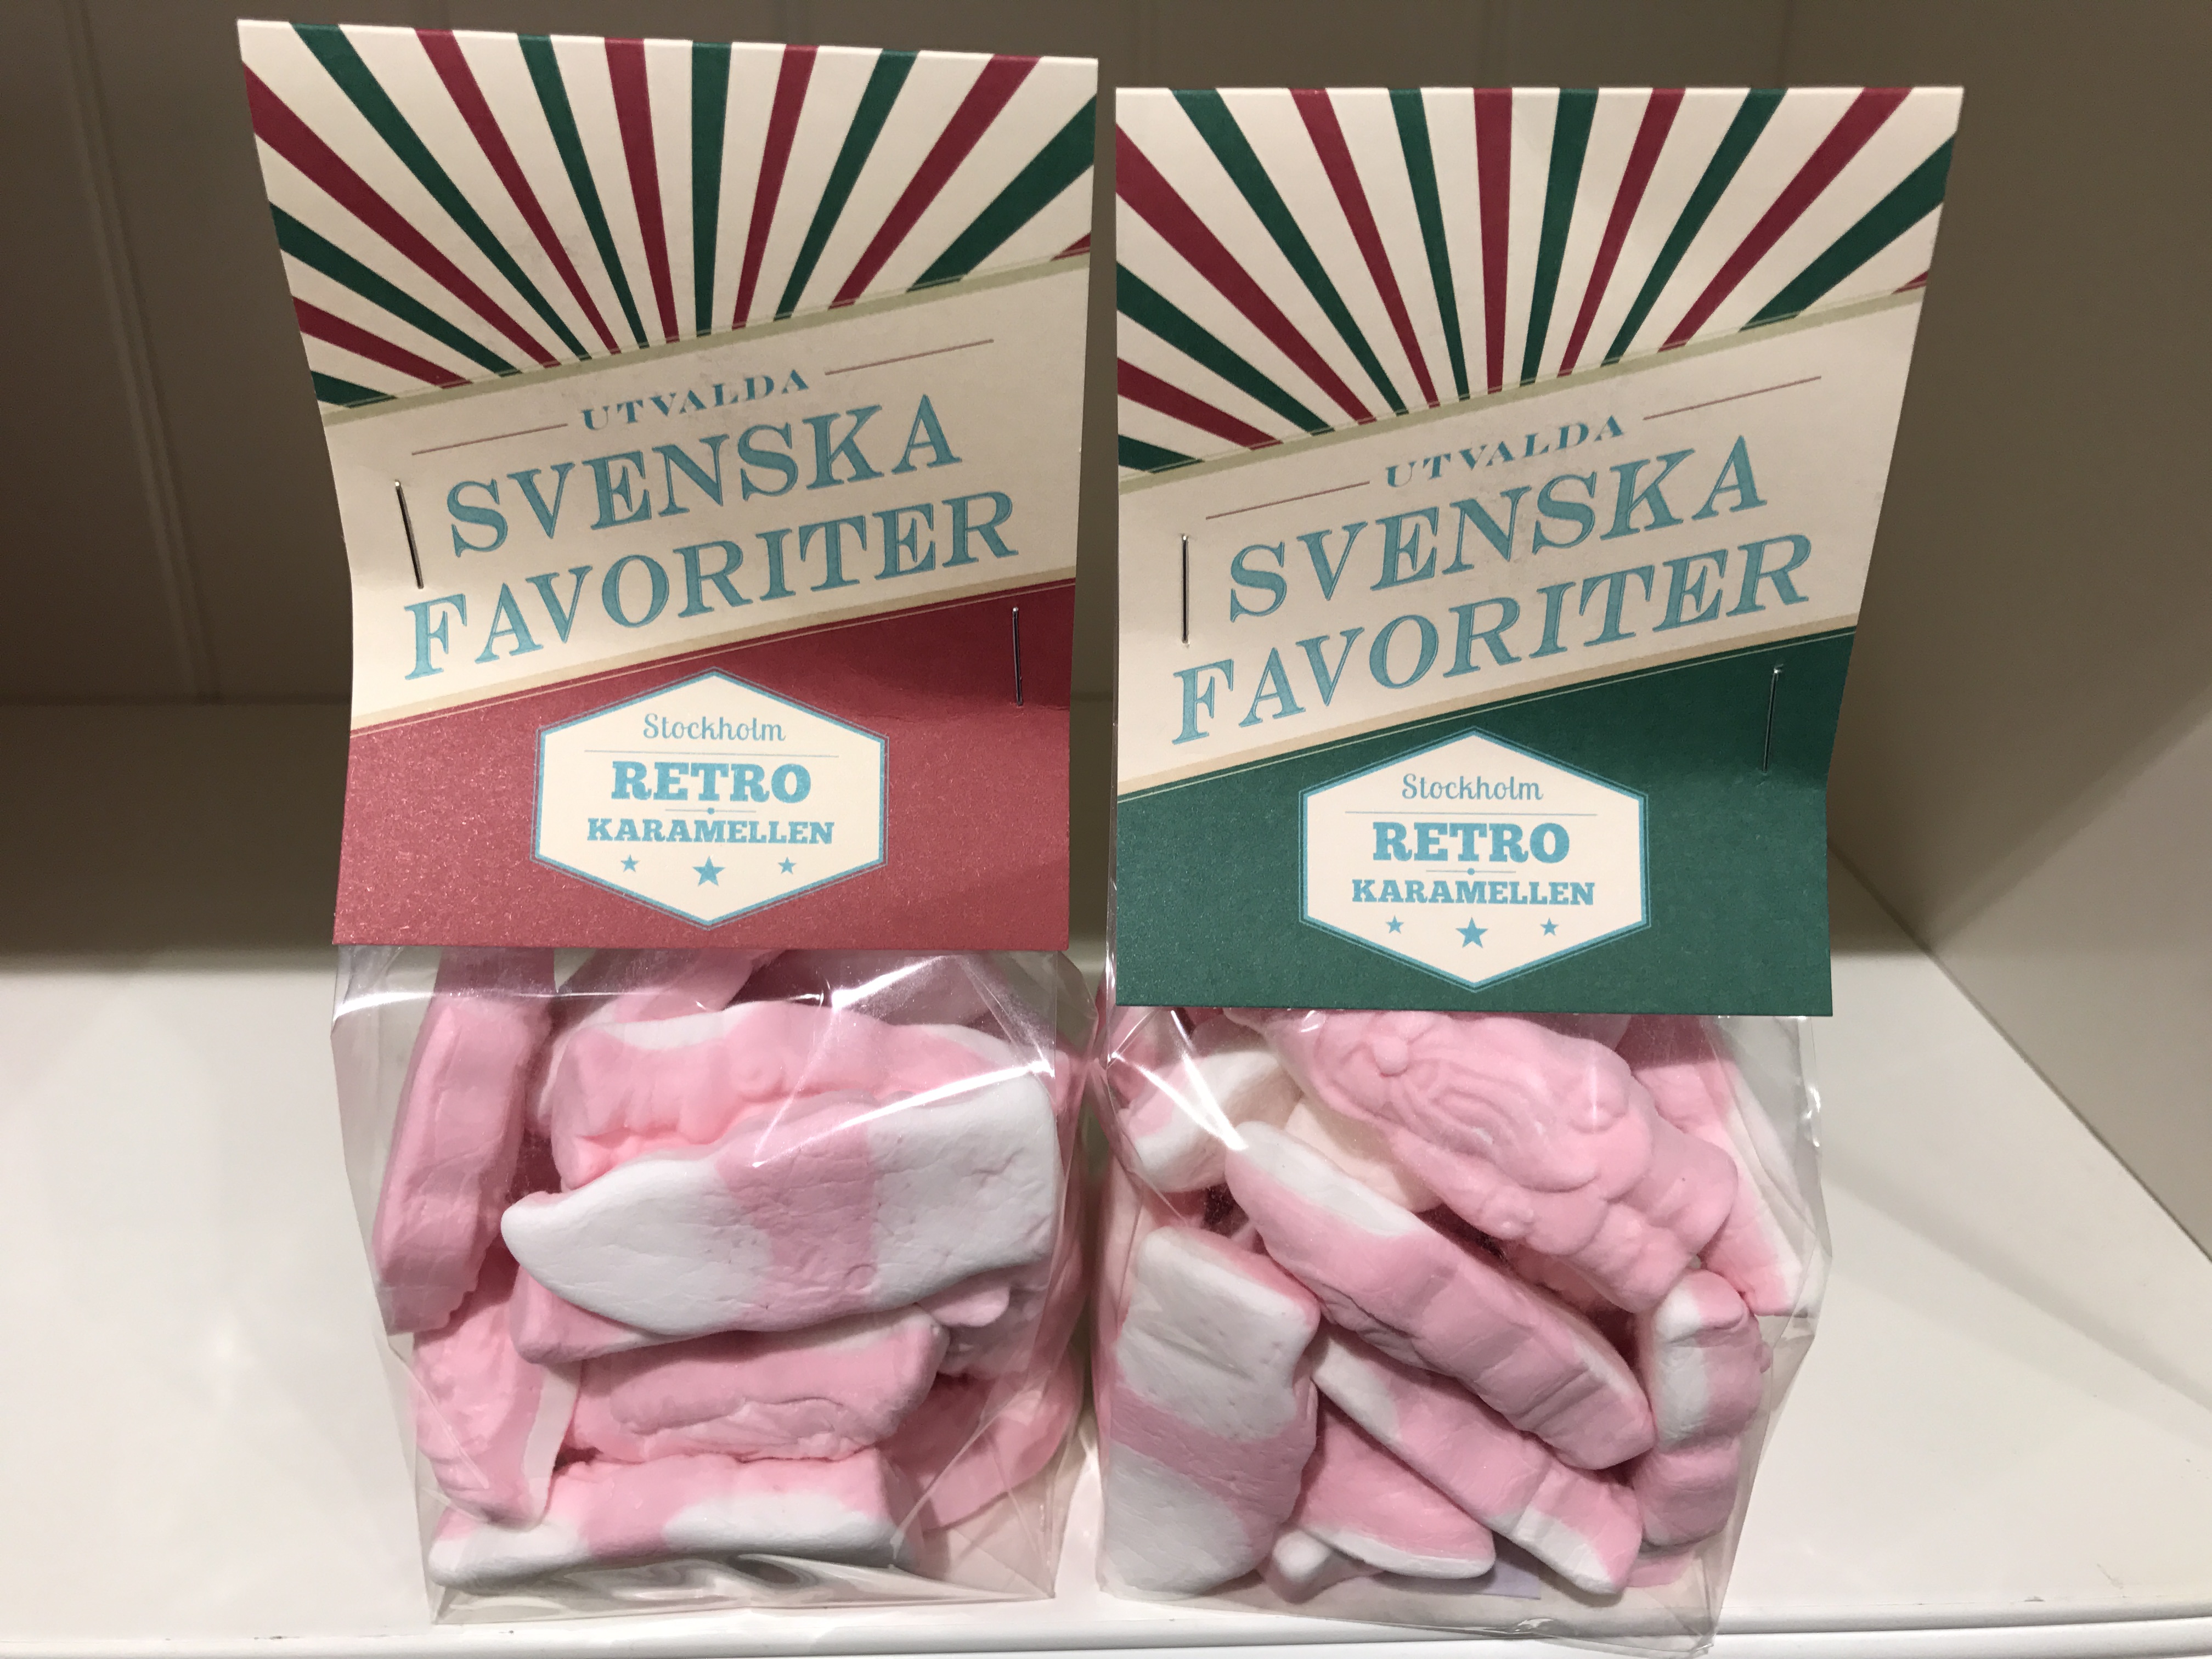 UTVALDA
SVENSKA
FAVORITER
Stockholm
RETRO
KARAMELLEN
UTVALDA
SVENSKA
FAVORITER
Stockholm
RETRO
KARAMELLEN